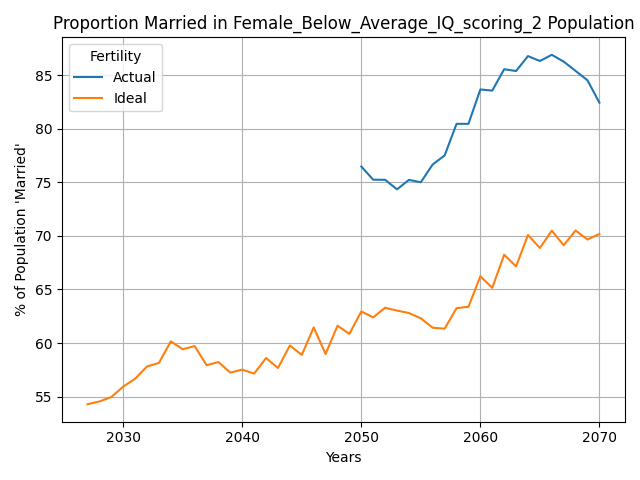 Proportion Married in Female_Below_Average_IQ_scoring_2 Population
Fertility
Actual
Ideal
% of Population 'Married'
85
80
75
70
65
60
55
2030
2040
2050
2060
2070
Years